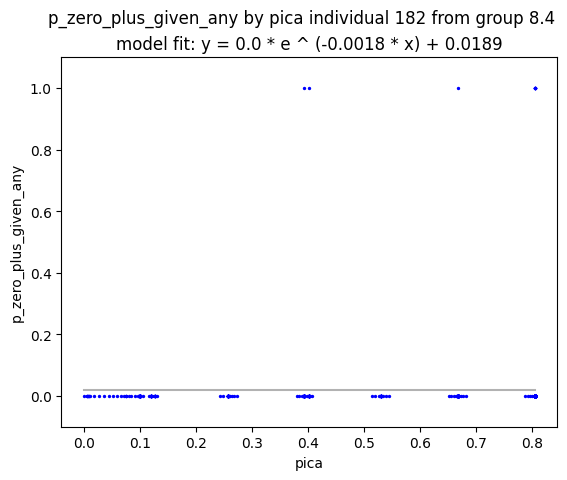 p_zero_plus_given_any by pica individual 182 from group 8.4
model fit: y = 0.0 * e ^ (-0.0018 * x) + 0.0189
p_zero_plus_given_any
1.0
0.8
0.6
0.4
0.2
0.0
0.0 0.1 0.2 0.3 0.4 0.5 0.6 0.7 0.8
pica